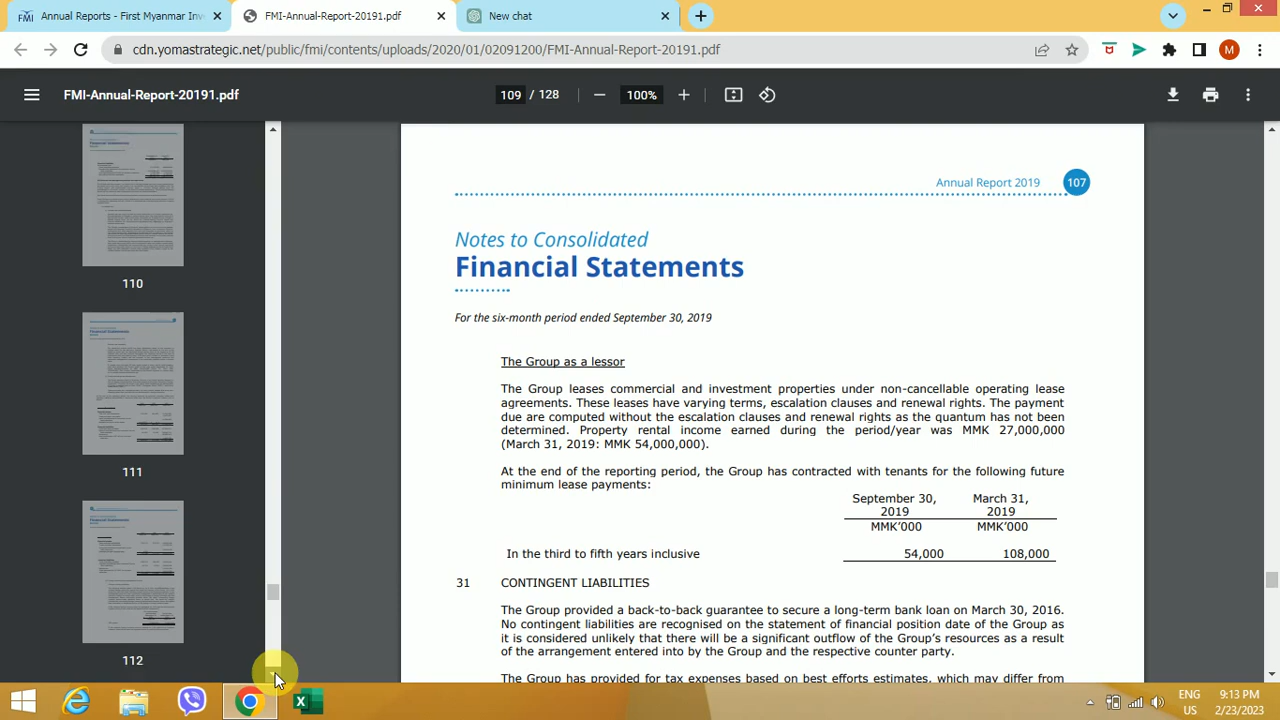 Annual Reports - First Myanmar Inv
FMI-Annual-Report-20191.pdf
New chat
cdn.yomastrategic.net/public/fmi/contents/uploads/2020/01/02091200/FMI-Annual-Report-20191.pdf
M
FMI-Annual-Report-20191.pdf
109 / 128
100%
110
111
112
Annual Report 2019 107
Notes to Consolidated
Financial Statements
For the six-month period ended September 30, 2019
The Group as a lessor
The Group leases commercial and investment properties under non-cancellable operating lease
agreements. These leases have varying terms, escalation clauses and renewal rights. The payment
due are computed without the escalation clauses and renewal rights as the quantum has not been
determined. Property rental income earned during the period/year was MMK 27,000,000
(March 31, 2019: MMK 54,000,000).
At the end of the reporting period, the Group has contracted with tenants for the following future
minimum lease payments:
September 30, March 31,
2019 2019
MMK'000 MMK'000
In the third to fifth years inclusive 54,000 108,000
31 CONTINGENT LIABILITIES
The Group provided a back-to-back guarantee to secure a long-term bank loan on March 30, 2016.
No contingent liabilities are recognised on the statement of financial position date of the Group as
it is considered unlikely that there will be a significant outflow of the Group's resources as a result
of the arrangement entered into by the Group and the respective counter party.
The Group has provided for tax expenses based on best efforts estimates, which may differ from
ENG 9:13 PM
US 2/23/2023